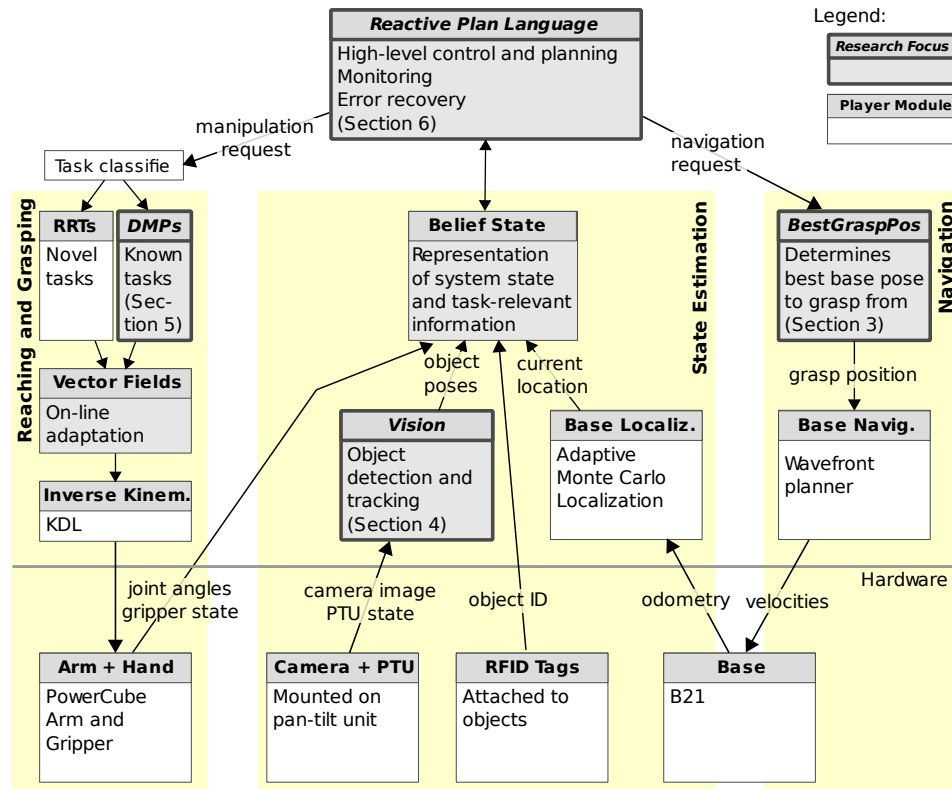 Reactive Plan Language
High-level control and planning
Monitoring
Error recovery
(Section 6)
Legend:
Research Focus
Player Module
manipulation
request
navigation
request
Task classifie
Reaching and Grasping
RRTs
Novel
tasks
DMPs
Known
tasks
(Sec-
tion 5)
Vector Fields
On-line
adaptation
Inverse Kinem.
KDL
State Estimation
Belief State
Representation
of system state
and task-relevant
information
object
poses
current
location
Vision
Object
detection and
tracking
(Section 4)
Base Localiz.
Adaptive
Monte Carlo
Localization
Navigation
BestGraspPos
Determines
best base pose
to grasp from
(Section 3)
grasp position
Base Navig.
Wavefront
planner
Hardware
joint angles
gripper state
camera image
PTU state
object ID
odometry
velocities
Arm + Hand
PowerCube
Arm and
Gripper
Camera + PTU
Mounted on
pan-tilt unit
RFID Tags
Attached to
objects
Base
B21